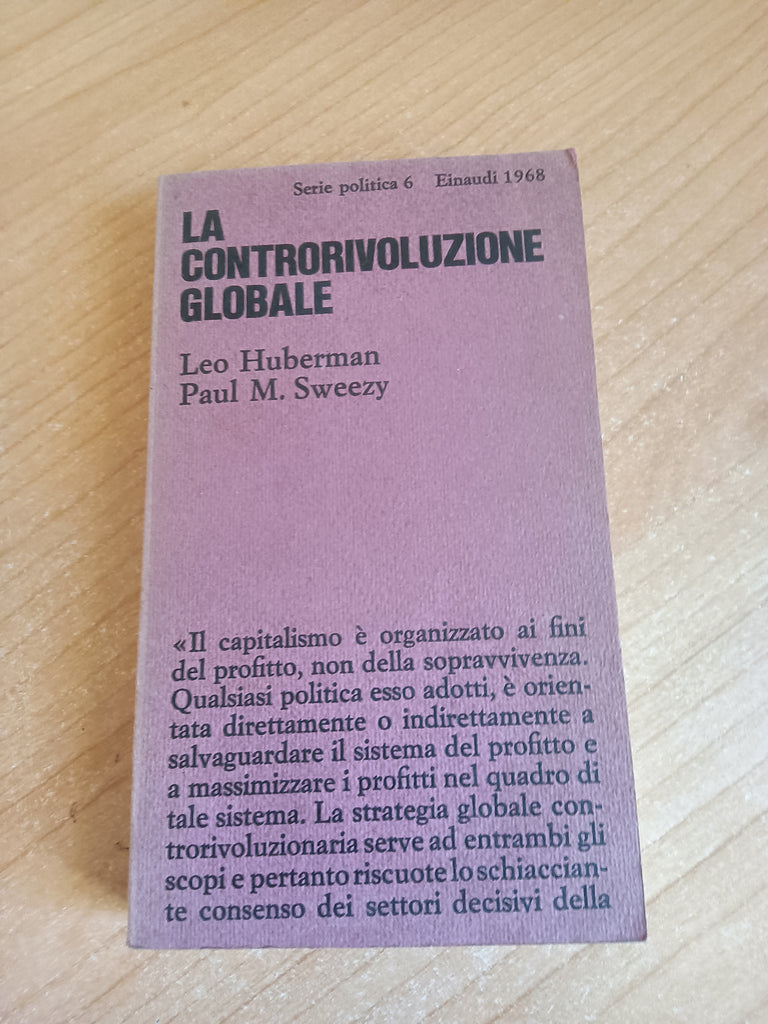 Serie politica 6 Einaudi 1968
LA
CONTRORIVOLUZIONE
GLOBALE
Leo Huberman
Paul M. Sweezy
«Il capitalismo è organizzato ai fini
del profitto, non della sopravvivenza.
Qualsiasi politica esso adotti, è orien-
tata direttamente o indirettamente a
salvaguardare il sistema del profitto e
a massimizzare i profitti nel quadro di
tale sistema. La strategia globale con-
trorivoluzionaria serve ad entrambi gli
scopi e pertanto riscuote lo schiaccian-
te consenso dei settori decisivi della